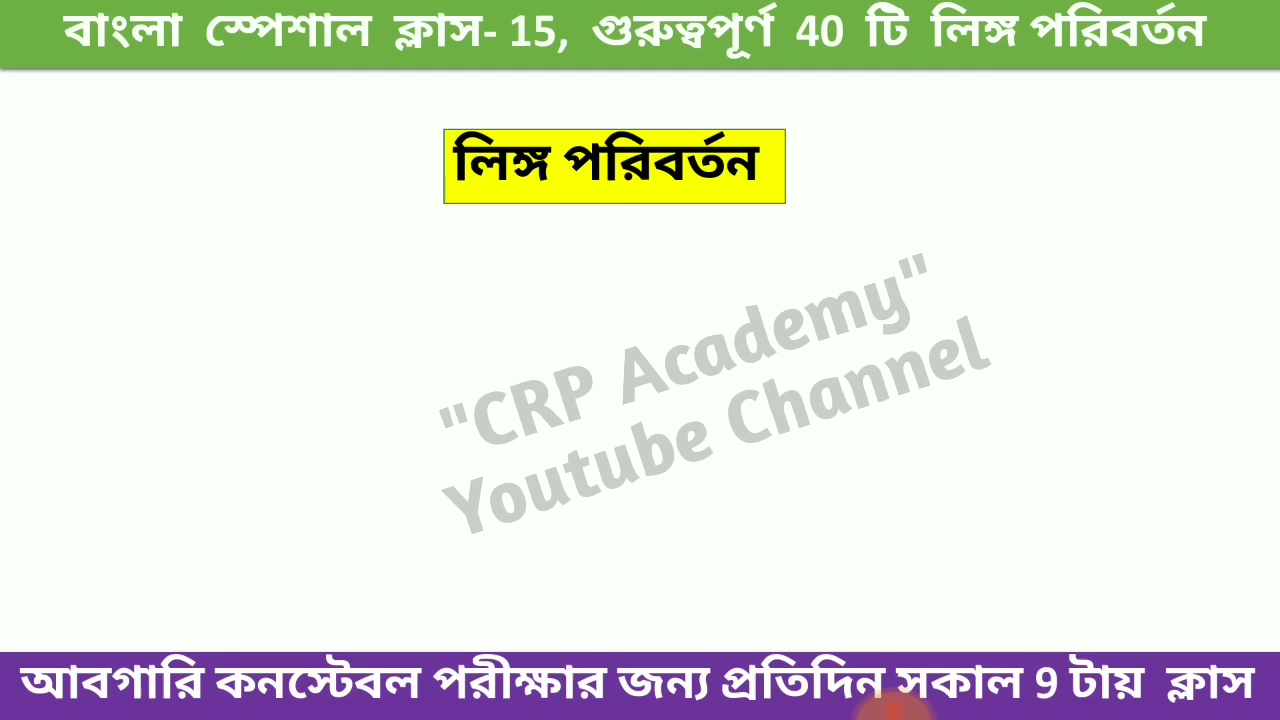 বাংলা স্পেশাল ক্লাস- 15, গুরুত্বপূর্ণ 40 টি লিঙ্গ পরিবর্তন
লিঙ্গ পরিবর্তন
"CRP Academy"
Youtube Channel
আবগারি কনস্টেবল পরীক্ষার জন্য প্রতিদিন সকাল 9 টায় ক্লাস